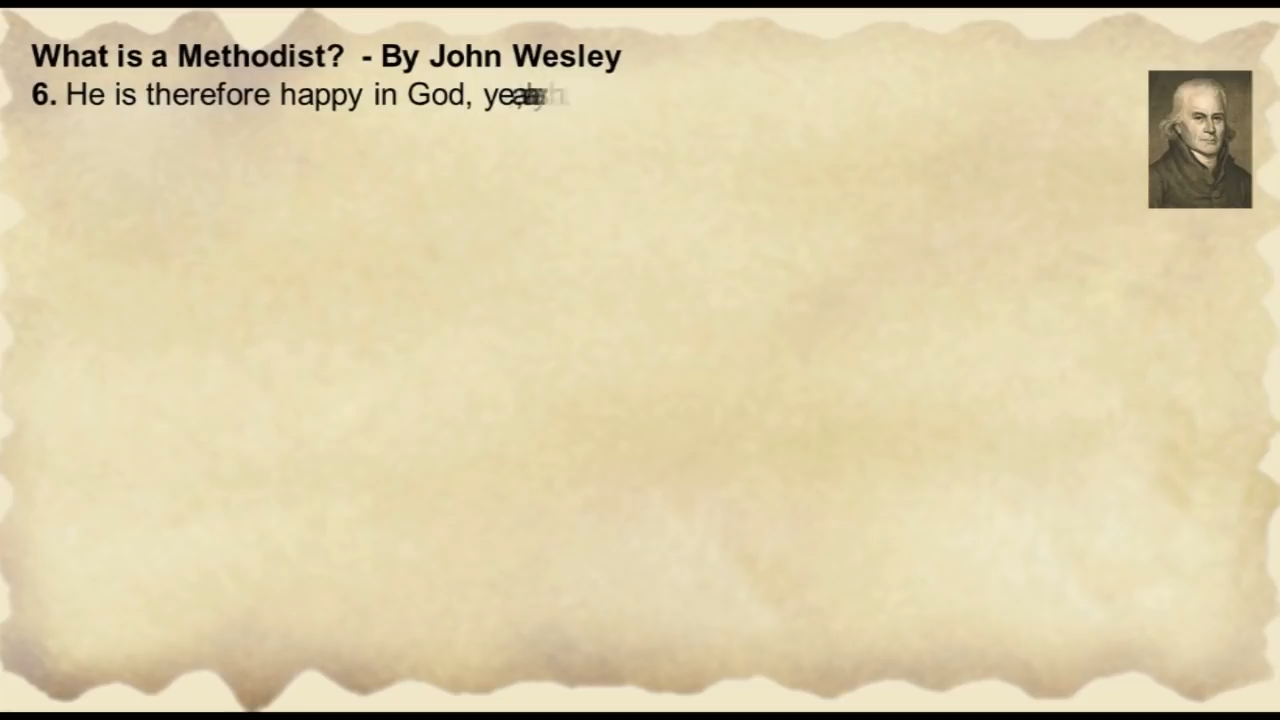 What is a Methodist? - By John Wesley
6. He is therefore happy in God,